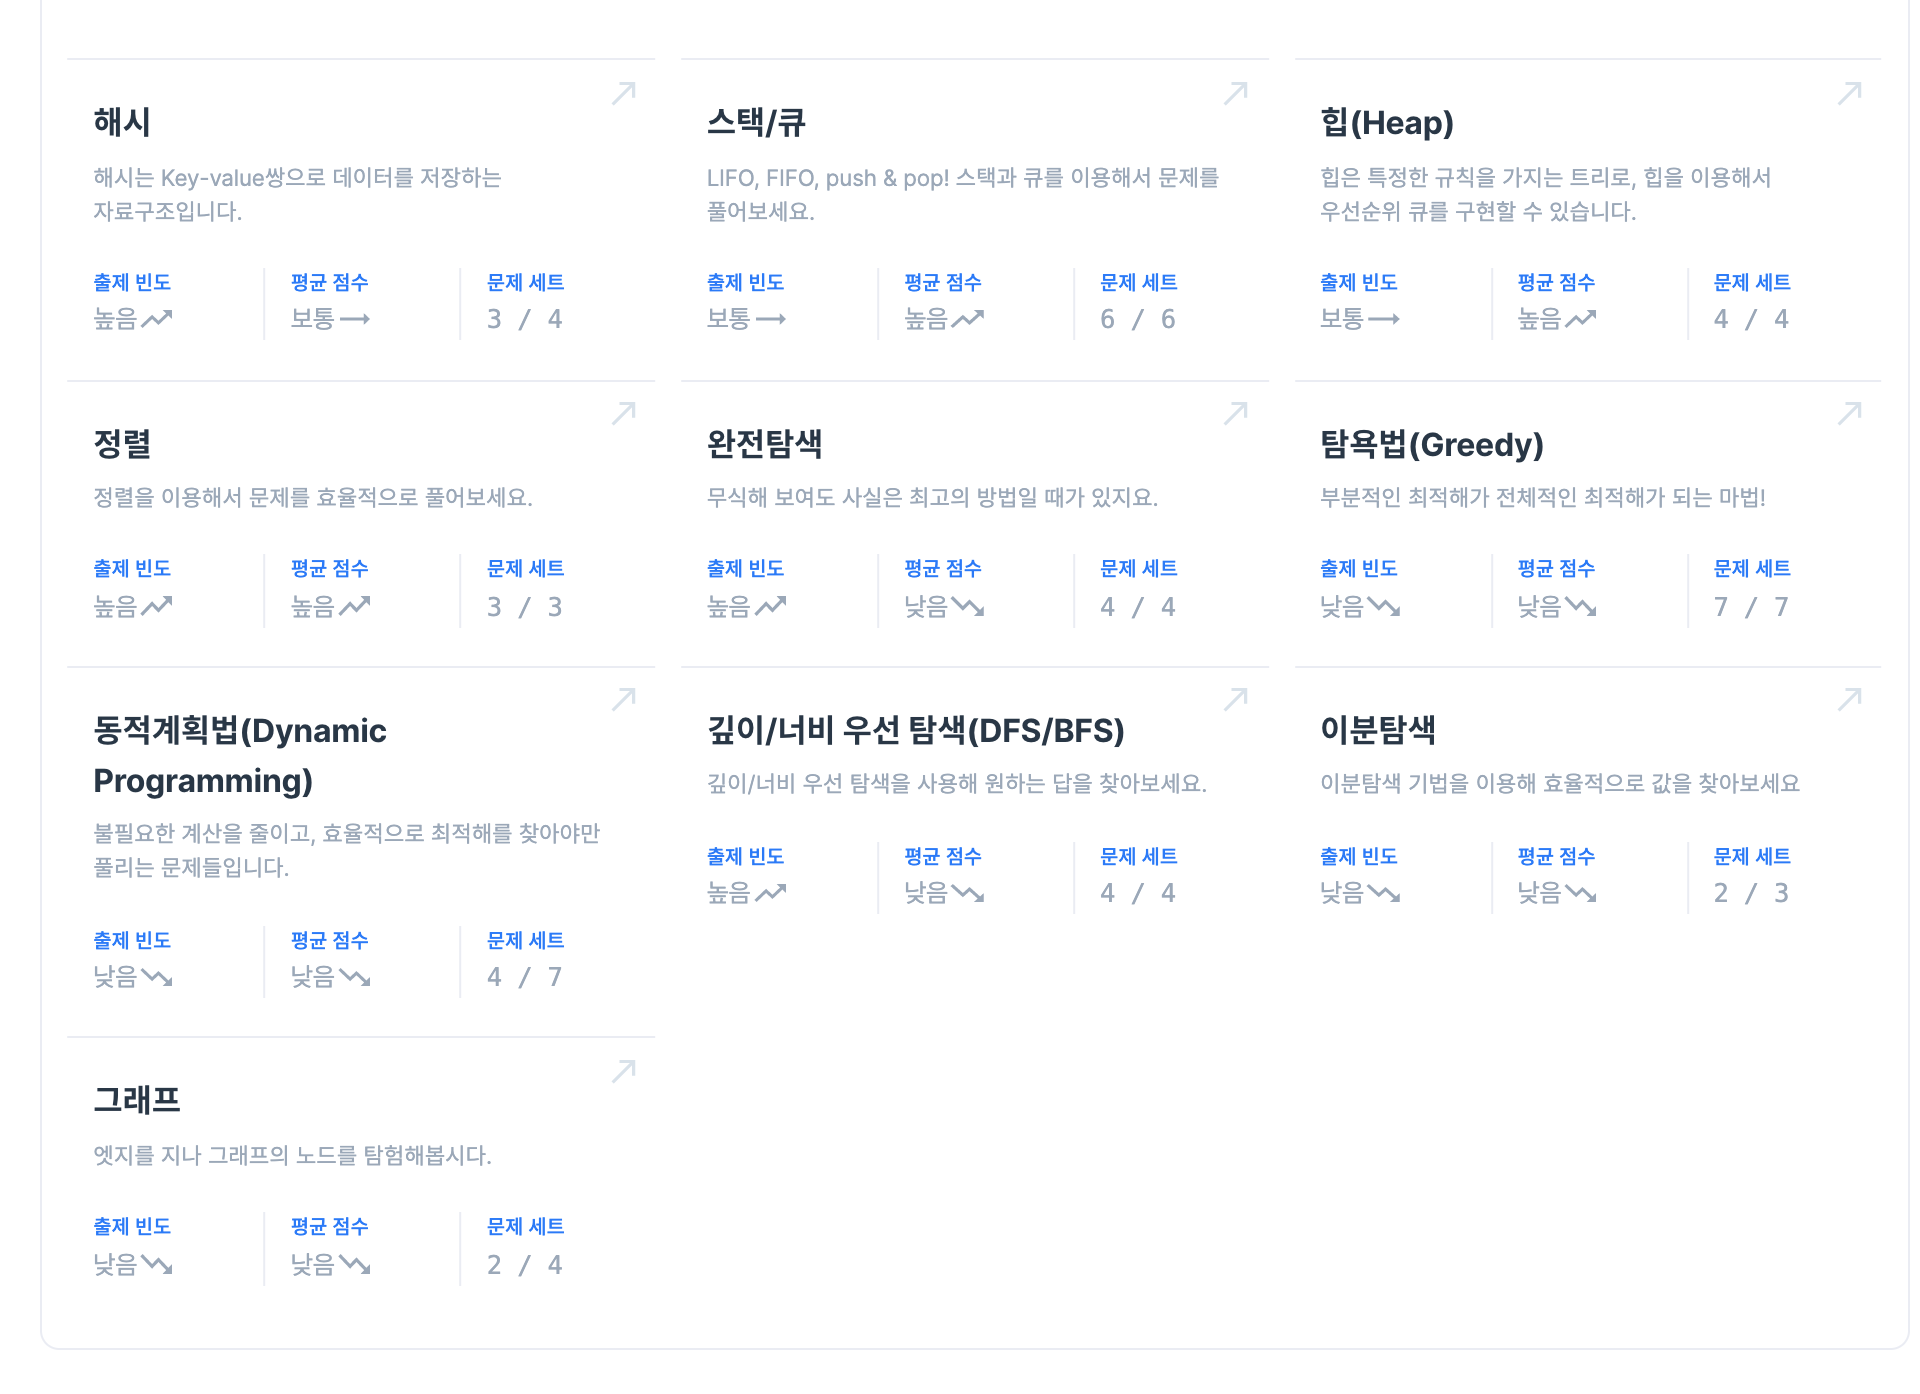 해시
해시는 Key-value쌍으로 데이터를 저장하는
자료구조입니다.
출제 빈도
높음
평균 점수
보통
문제 세트
3 / 4
스택/큐
LIFO, FIFO, push & pop! 스택과 큐를 이용해서 문제를
풀어보세요.
출제 빈도
보통
평균 점수
높음
문제 세트
6 / 6
힙(Heap)
힙은 특정한 규칙을 가지는 트리로, 힙을 이용해서
우선순위 큐를 구현할 수 있습니다.
출제 빈도
보통
평균 점수
높음
문제 세트
4 / 4
정렬
정렬을 이용해서 문제를 효율적으로 풀어보세요.
출제 빈도
높음
평균 점수
높음
문제 세트
3 / 3
완전탐색
무식해 보여도 사실은 최고의 방법일 때가 있지요.
출제 빈도
높음
평균 점수
낮음
문제 세트
4 / 4
탐욕법(Greedy)
부분적인 최적해가 전체적인 최적해가 되는 마법!
출제 빈도
낮음
평균 점수
낮음
문제 세트
7 / 7
동적계획법(Dynamic
Programming)
불필요한 계산을 줄이고, 효율적으로 최적해를 찾아야만
풀리는 문제들입니다.
출제 빈도
낮음
평균 점수
낮음
문제 세트
4 / 7
깊이/너비 우선 탐색(DFS/BFS)
깊이/너비 우선 탐색을 사용해 원하는 답을 찾아보세요.
출제 빈도
높음
평균 점수
낮음
문제 세트
4 / 4
이분탐색
이분탐색 기법을 이용해 효율적으로 값을 찾아보세요
출제 빈도
낮음
평균 점수
낮음
문제 세트
2 / 3
그래프
엣지를 지나 그래프의 노드를 탐험해봅시다.
출제 빈도
낮음
평균 점수
낮음
문제 세트
2 / 4